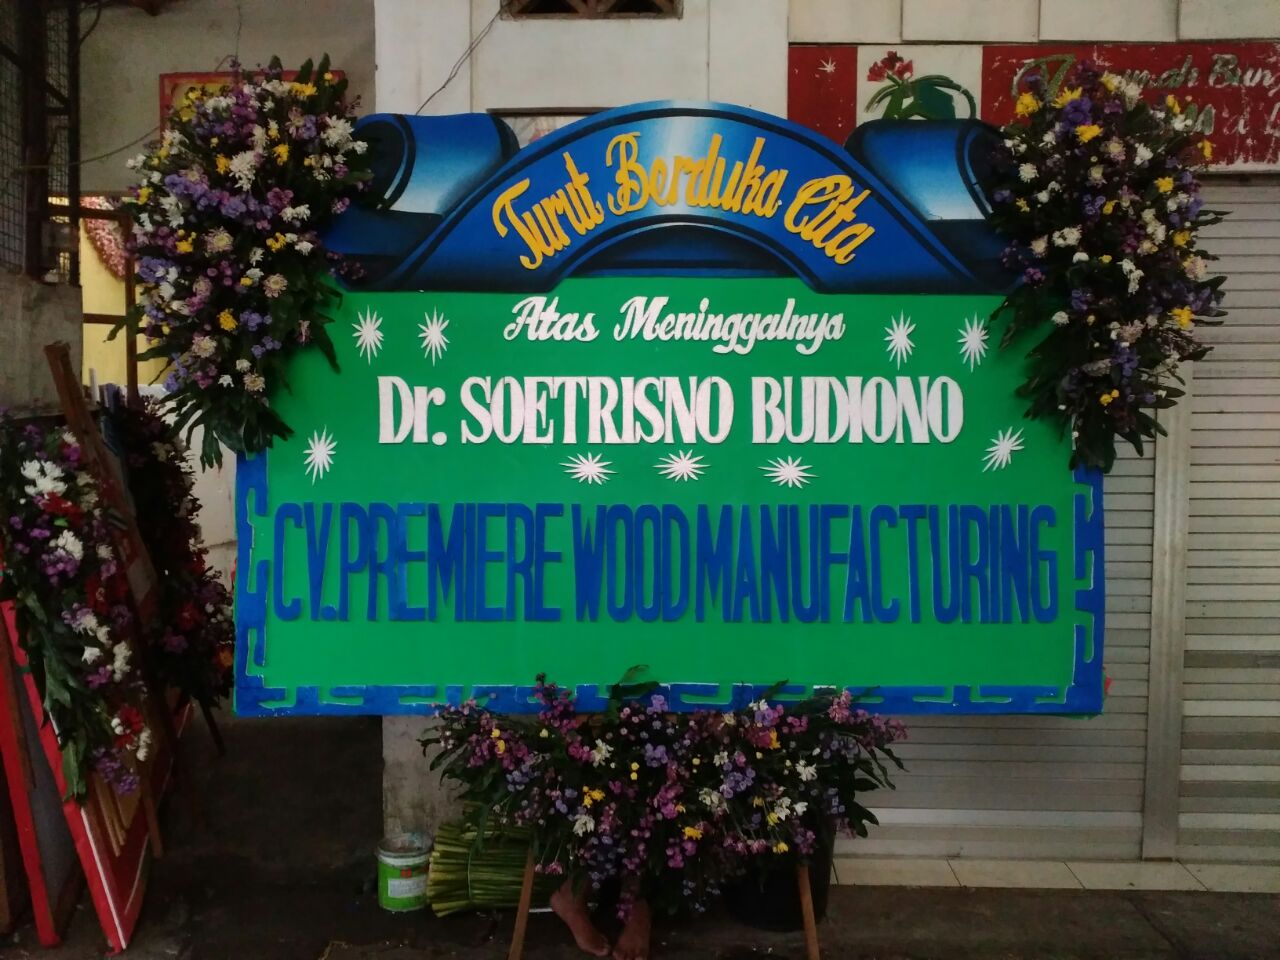 Turut Berduka Cita
Atas Meninggalnya
Dr. SOETRISNO BUDIONO
CV. PREMIERE WOOD MANUFACTURING